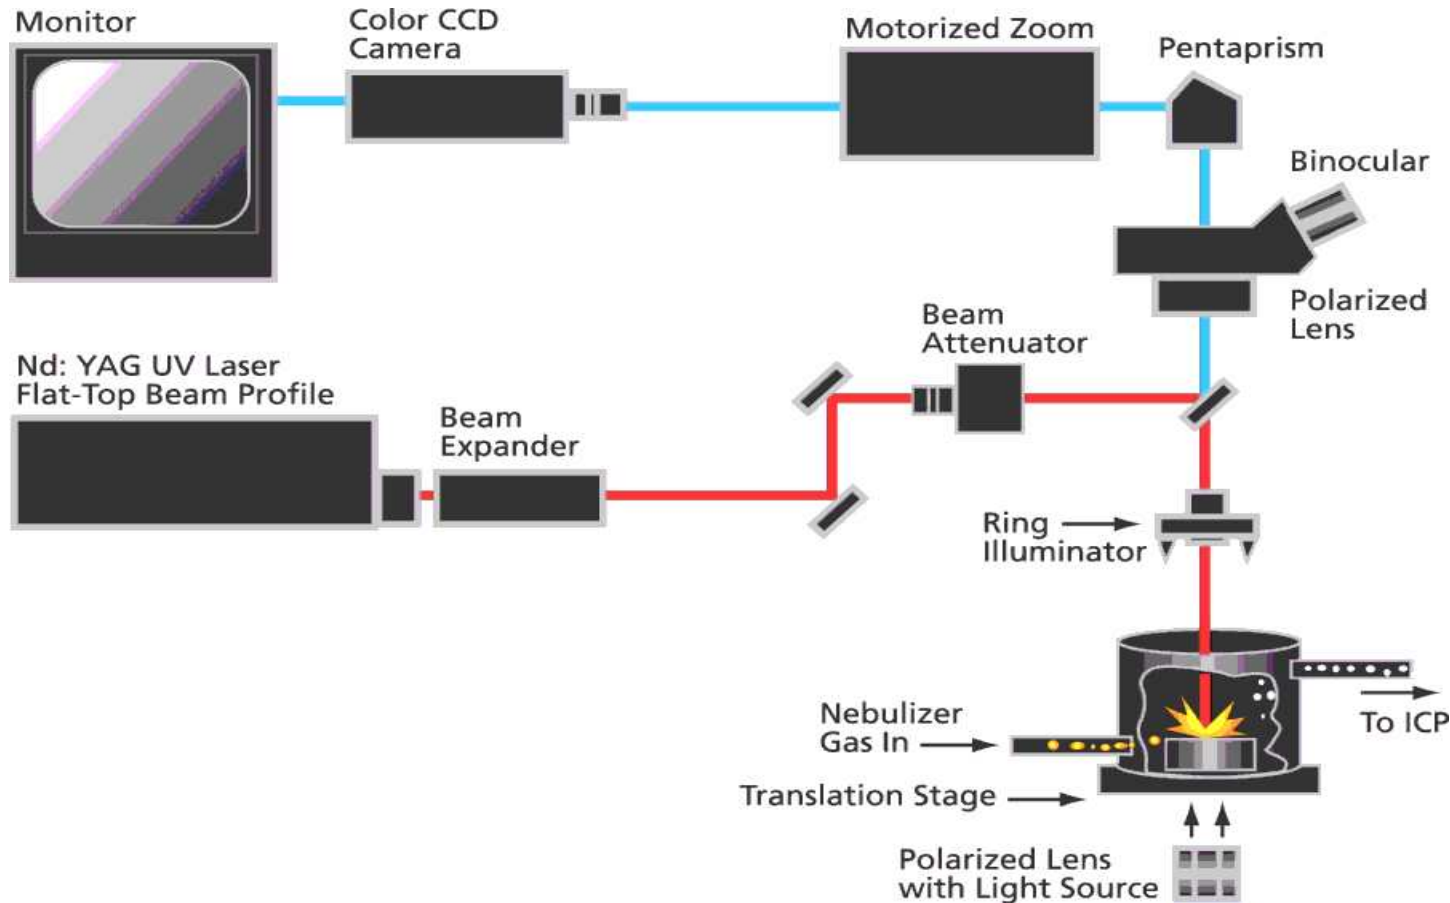 Monitor
Color CCD
Camera
Motorized Zoom
Pentaprism
Binocular
Polarized
Lens
Beam
Attenuator
Nd: YAG UV Laser
Flat-Top Beam Profile
Beam
Expander
Ring
Illuminator
Nebulizer
Gas In
To ICP
Translation Stage
Polarized Lens
with Light Source